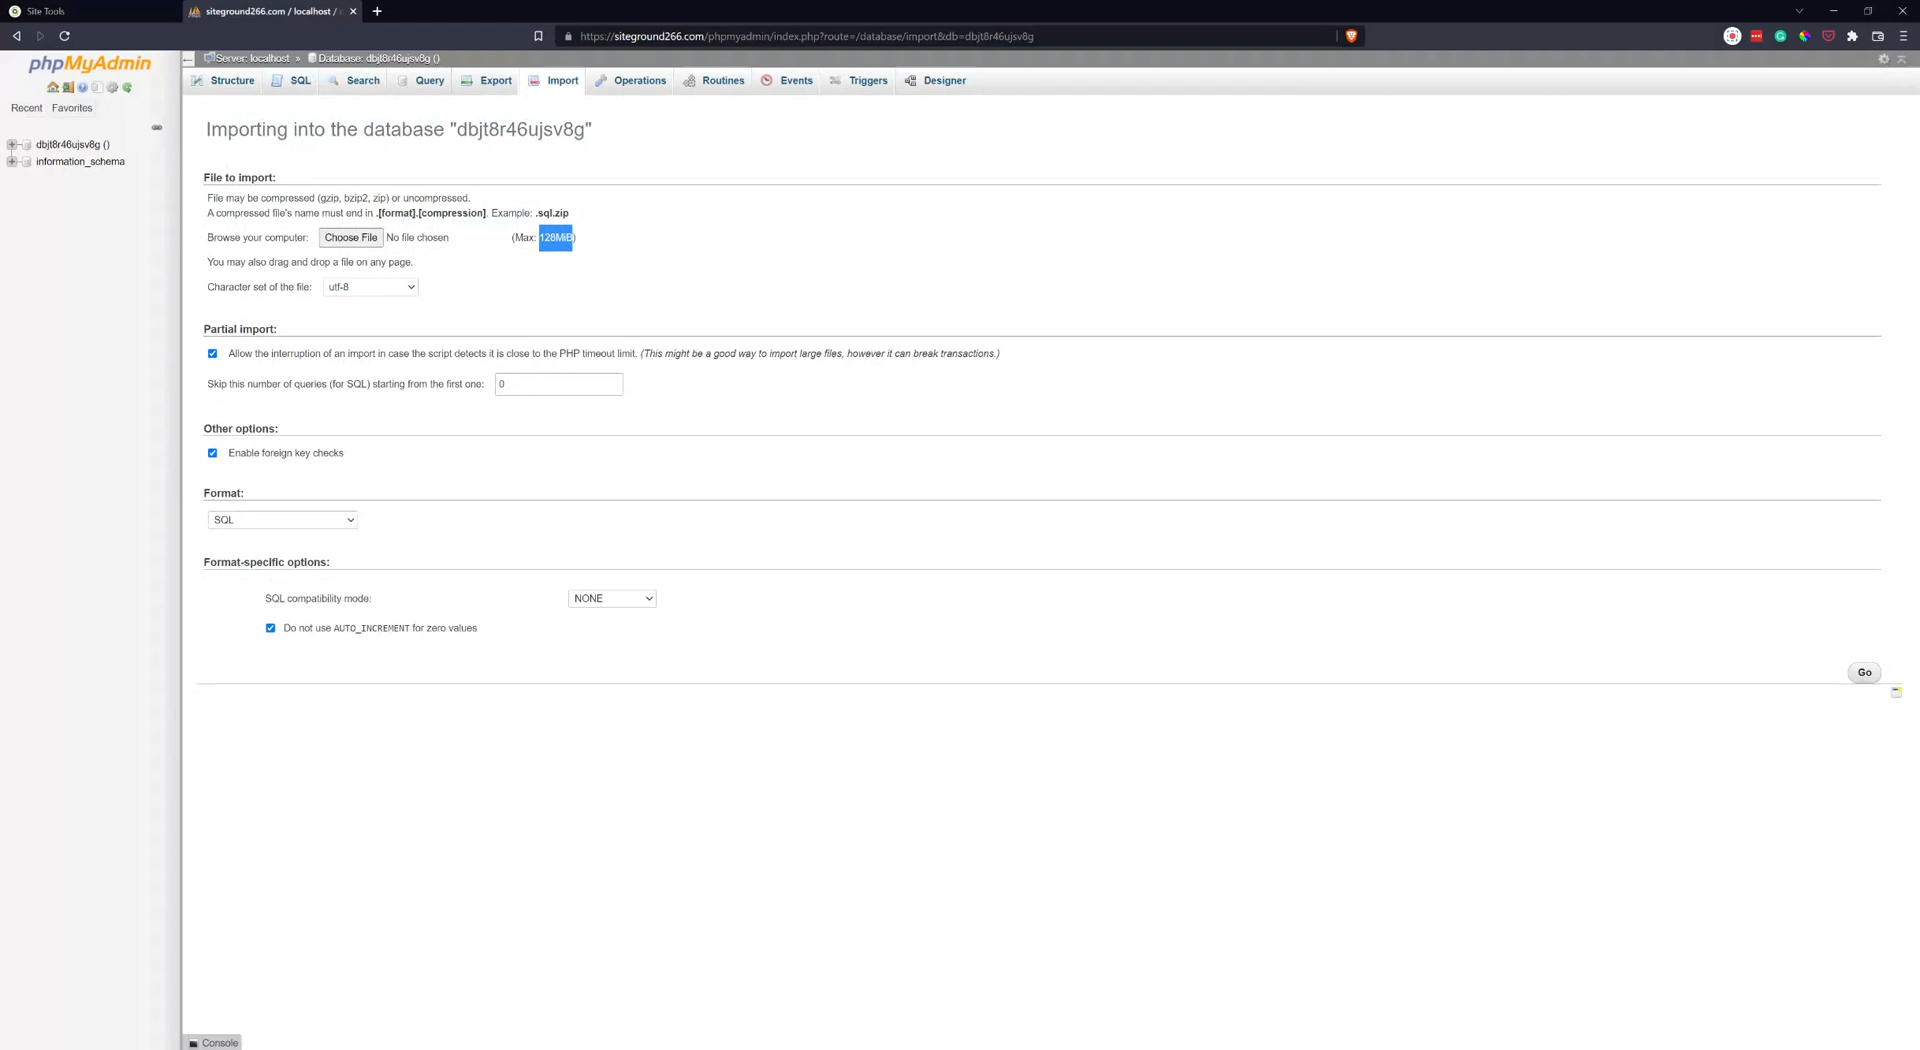 Site Tools
siteground266.com / localhost /
https://siteground266.com/phpmyadmin/index.php?route=/database/import&db=dbjt8r46ujsv8g
phpMyAdmin
Recent Favorites
dbjt8r46ujsv8g ()
information_schema
Server: localhost » Database: dbjt8r46ujsv8g ()
Structure SQL Search Query Export Import Operations Routines Events Triggers Designer
Importing into the database "dbjt8r46ujsv8g"
File to import:
File may be compressed (gzip, bzip2, zip) or uncompressed.
A compressed file's name must end in .[format].[compression]. Example: .sql.zip
Browse your computer: Choose File No file chosen (Max: 128MiB)
You may also drag and drop a file on any page.
Character set of the file: utf-8
Partial import:
Allow the interruption of an import in case the script detects it is close to the PHP timeout limit. (This might be a good way to import large files, however it can break transactions.)
Skip this number of queries (for SQL) starting from the first one: 0
Other options:
Enable foreign key checks
Format:
SQL
Format-specific options:
SQL compatibility mode: NONE
Do not use AUTO_INCREMENT for zero values
Go
Console